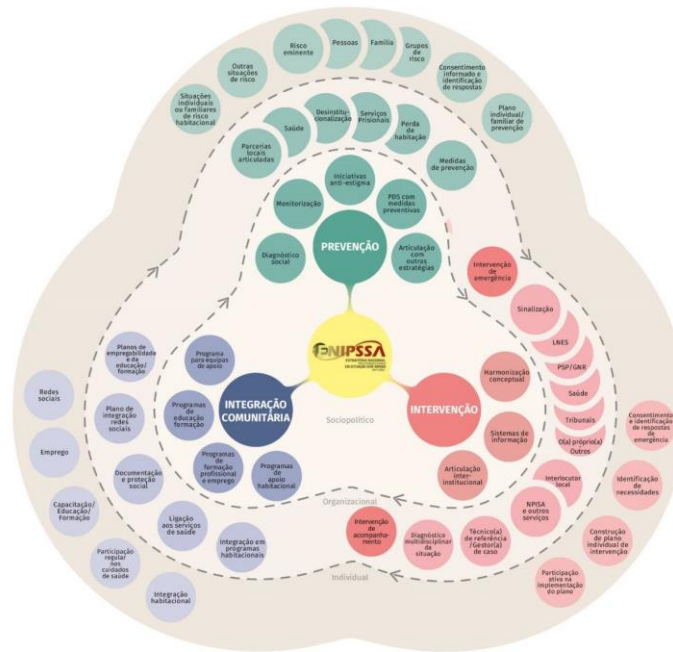 Risco
eminente
Pessoas
Família
Grupos
de risco
Outras
situações
de risco
Consentimento
informado e
identificação
de respostas
Situações
individuais
ou familiares
de risco
habitacional
Plano
individual/
familiar de
prevenção
Parcerias
locais
articuladas
Saúde
Desinstitu-
cionalização
Serviços
Prisionais
Perda de
habitação
Medidas
de prevenção
Diagnóstico
social
Monitorização
Iniciativas
anti-estigma
PDS com
medidas
preventivas
Articulação
com
outras
estratégias
PREVENÇÃO
ENIPSSA
ESTRATÉGIA NACIONAL
Sociopolítico
INTEGRAÇÃO
COMUNITÁRIA
INTERVENÇÃO
Programa
para equipas
de apoio
Programas
de educação
formação
Programas
de formação
profissional
e emprego
Programas
de apoio
habitacional
Harmonização
conceptual
Sistemas de
informação
Articulação
inter-
institucional
Organizacional
Planos de
empregabilidade
e de
educação/
formação
Plano de
integração
redes
sociais
Documentação
e proteção
social
Ligação
aos serviços
de saúde
Integração em
programas
habitacionais
Intervenção
de
emergência
Sinalização
LNES
PSP/GNR
Saúde
Tribunais
O(a) próprio(a)
Outros
Interlocutor
local
NPISA
e outros
serviços
Técnico(a)
de referência
/Gestor(a)
de caso
Diagnóstico
multidisciplinar
da
situação
Intervenção
de
acompanha-
mento
Individual
Redes
sociais
Emprego
Capacitação/
Educação/
Formação
Participação
regular
nos
cuidados
de saúde
Integração
habitacional
Consentimento
e identificação
de respostas
de
emergência
Identificação
de
necessidades
Construção
de plano
individual de
intervenção
Participação
ativa na
implementação
do plano